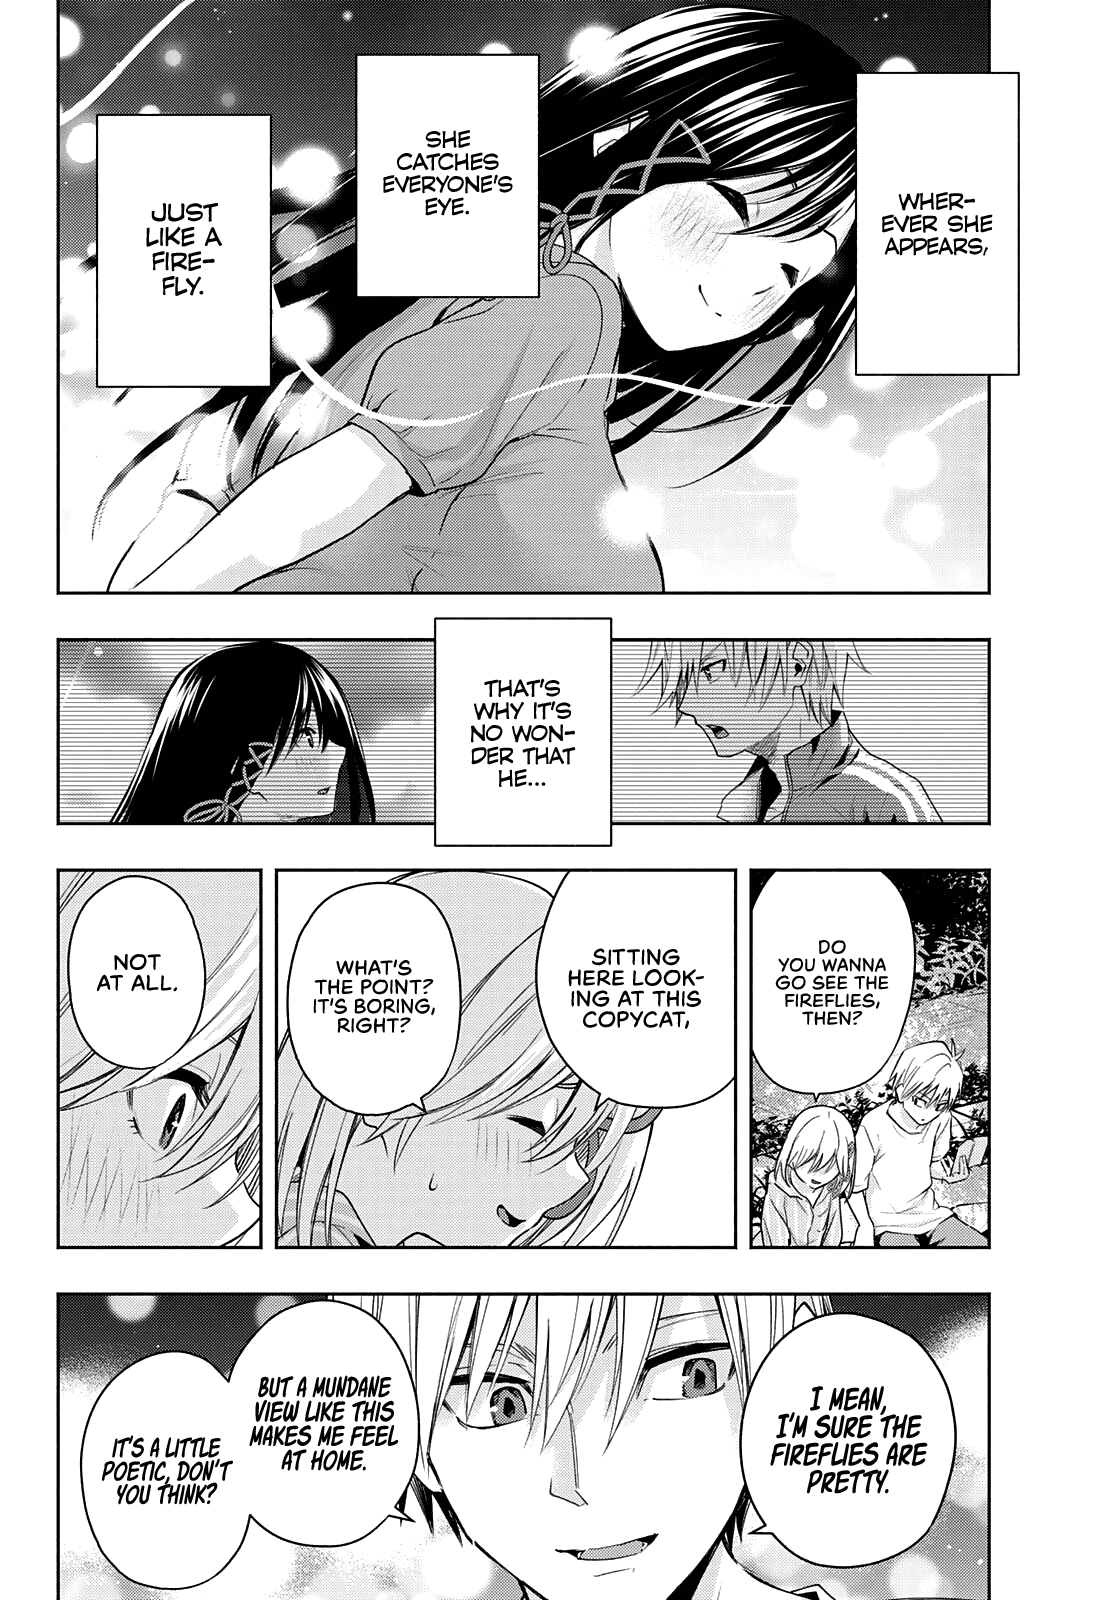 WHER-
EVER SHE
APPEARS,
SHE
CATCHES
EVERYONE'S
EYE.
JUST
LIKE A
FIRE-
FLY.
THAT'S
WHY IT'S
NO WON-
DER THAT
HE...
DO
YOU WANNA
GO SEE THE
FIREFLIES,
THEN?
SITTING
HERE LOOK-
ING AT THIS
COPYCAT,
WHAT'S
THE POINT?
IT'S BORING,
RIGHT?
NOT
AT ALL.
I MEAN,
I'M SURE THE
FIREFLIES ARE
PRETTY.
BUT A MUNDANE
VIEW LIKE THIS
MAKES ME FEEL
AT HOME.
IT'S A LITTLE
POETIC, DON'T
YOU THINK?